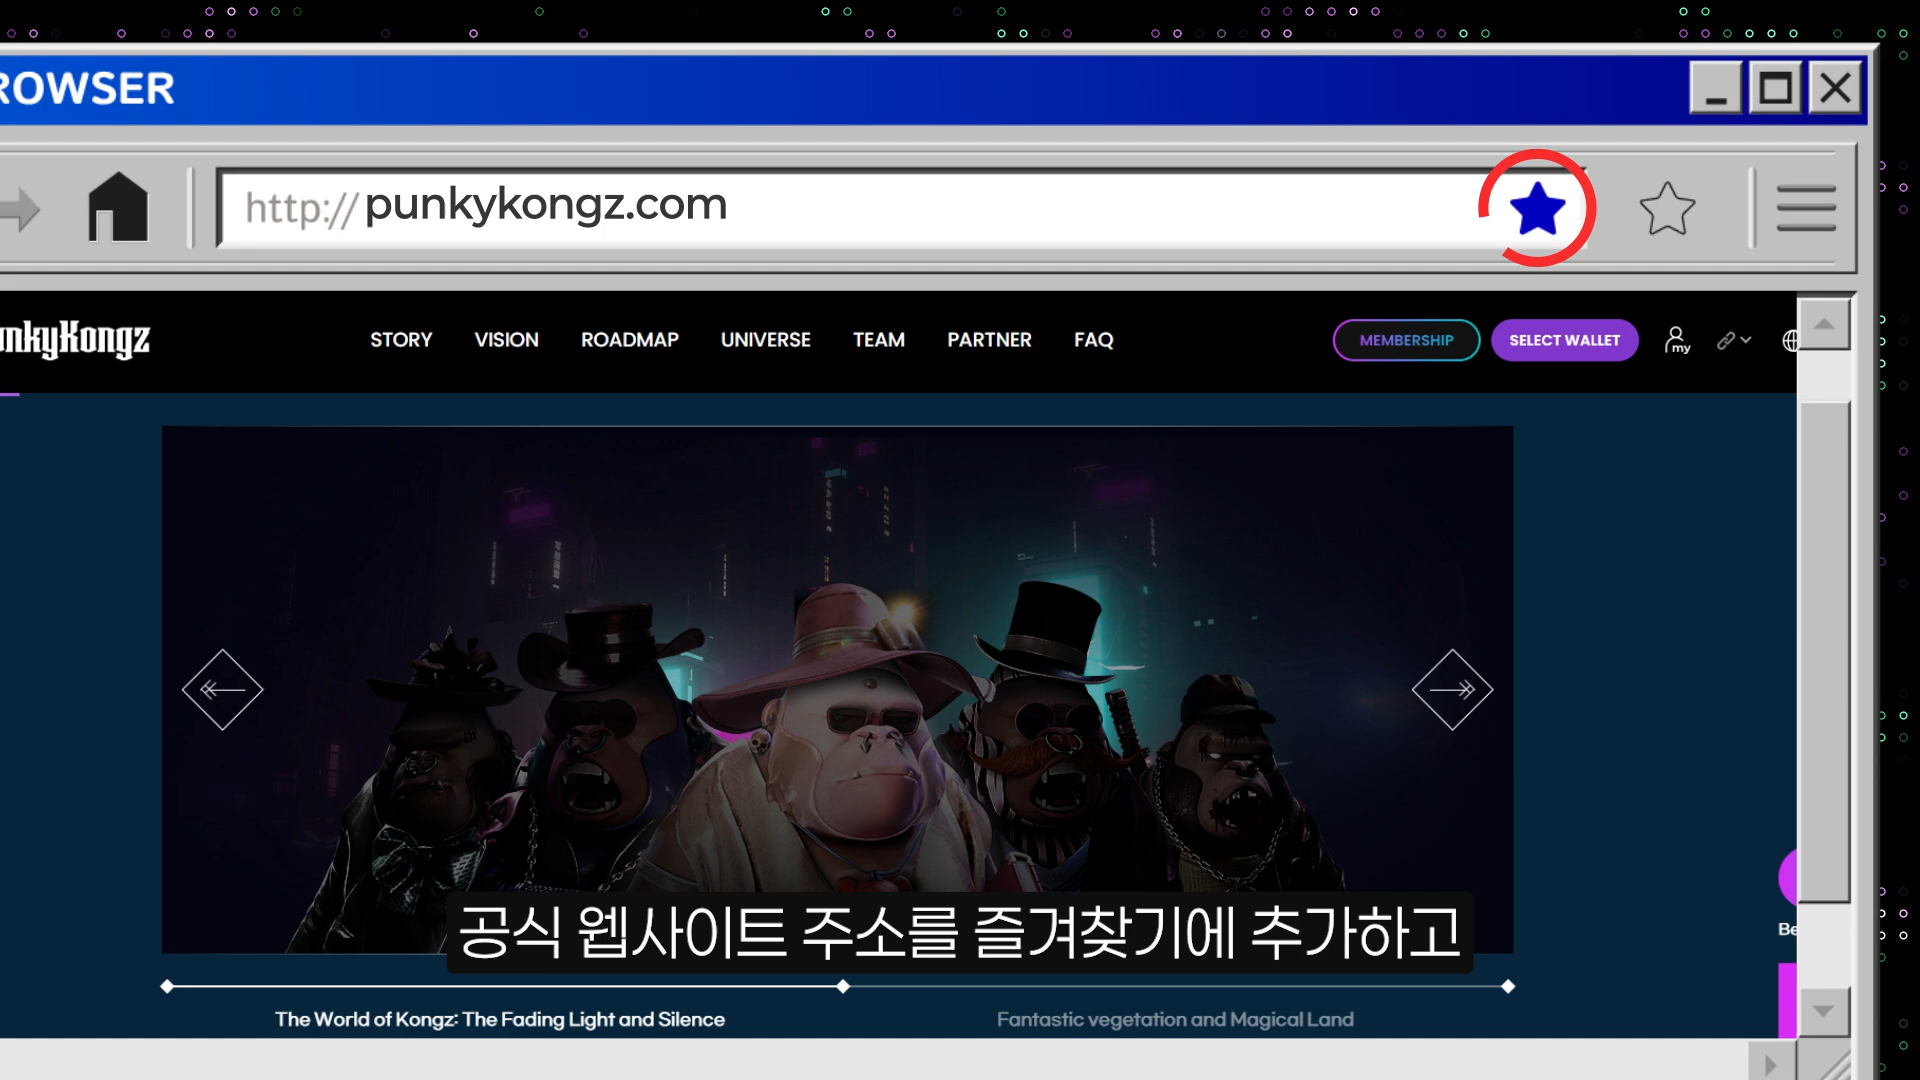 ROWSER
http://punkykongz.com
nkyKongz
STORY VISION ROADMAP UNIVERSE TEAM PARTNER FAQ MEMBERSHIP SELECT WALLET my
공식 웹사이트 주소를 즐겨찾기에 추가하고
Be
The World of Kongz: The Fading Light and Silence
Fantastic vegetation and Magical Land